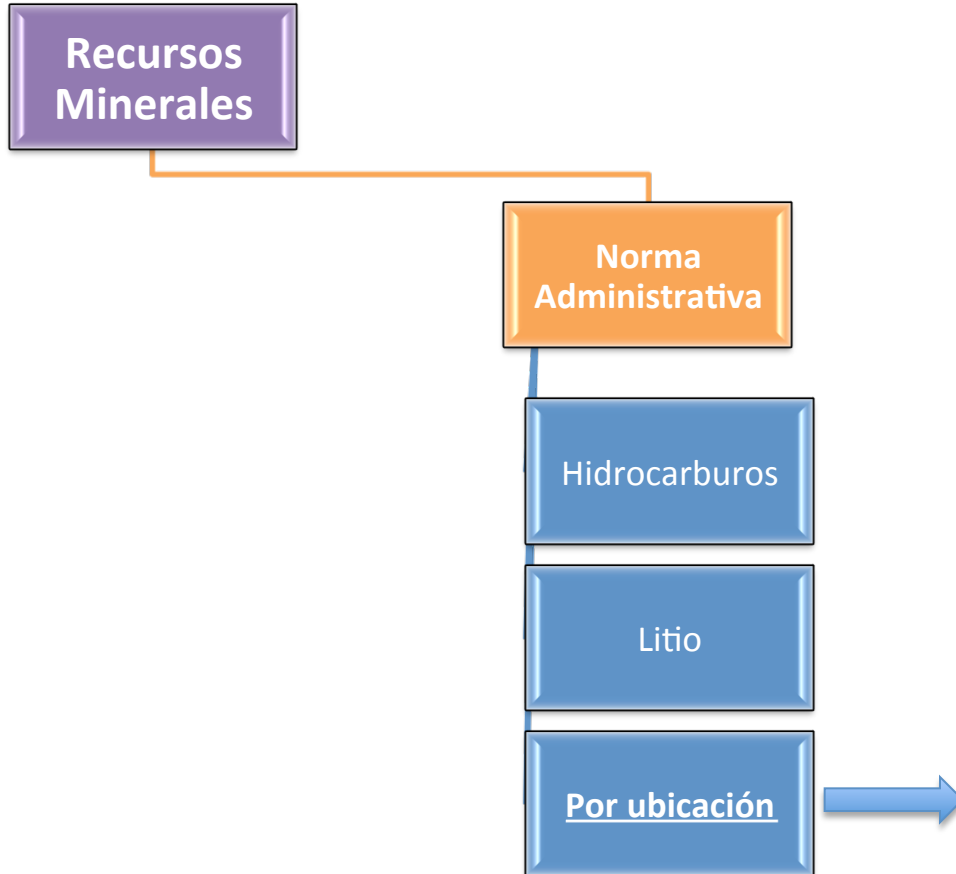 Recursos
Minerales
Norma
Administrativa
Hidrocarburos
Litio
Por ubicación